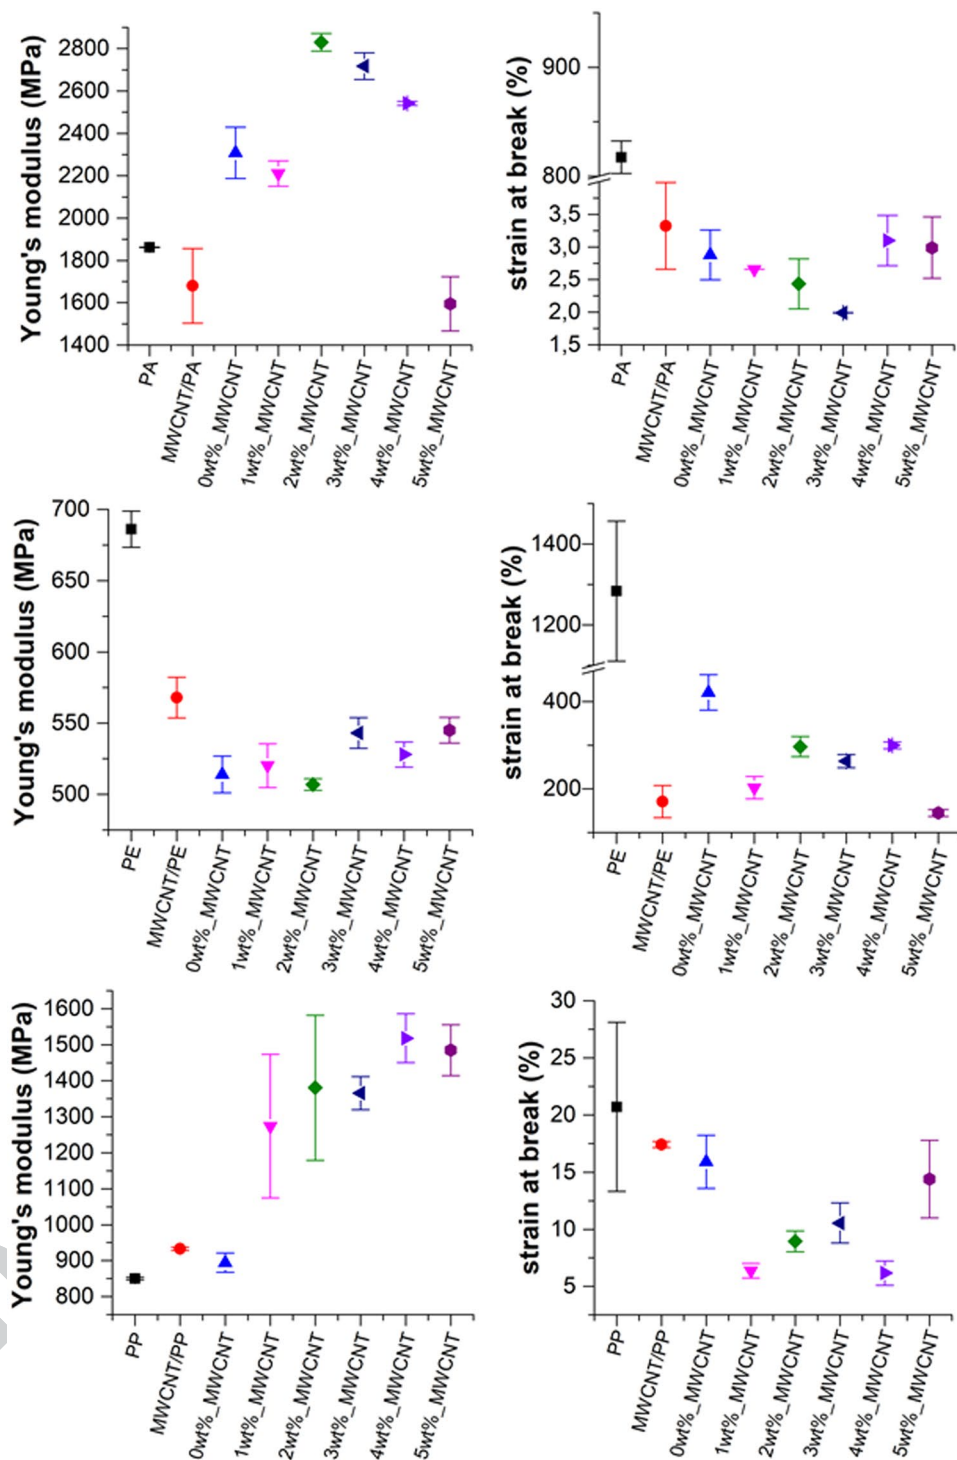 Young's modulus (MPa)
2800
2600
2400
2200
2000
1800
1600
1400
PA
MWCNT/PA
0wt%_MWCNT
1wt%_MWCNT
2wt%_MWCNT
3wt%_MWCNT
4wt%_MWCNT
5wt%_MWCNT
strain at break (%)
900
800
3,5
3,0
2,5
2,0
1,5
PA
MWCNT/PA
0wt%_MWCNT
1wt%_MWCNT
2wt%_MWCNT
3wt%_MWCNT
4wt%_MWCNT
5wt%_MWCNT
Young's modulus (MPa)
700
650
600
550
500
PE
MWCNT/PE
0wt%_MWCNT
1wt%_MWCNT
2wt%_MWCNT
3wt%_MWCNT
4wt%_MWCNT
5wt%_MWCNT
strain at break (%)
1400
1200
400
200
PE
MWCNT/PE
0wt%_MWCNT
1wt%_MWCNT
2wt%_MWCNT
3wt%_MWCNT
4wt%_MWCNT
5wt%_MWCNT
Young's modulus (MPa)
1600
1500
1400
1300
1200
1100
1000
900
800
PP
MWCNT/PP
0wt%_MWCNT
1wt%_MWCNT
2wt%_MWCNT
3wt%_MWCNT
4wt%_MWCNT
5wt%_MWCNT
strain at break (%)
30
25
20
15
10
5
PP
MWCNT/PP
0wt%_MWCNT
1wt%_MWCNT
2wt%_MWCNT
3wt%_MWCNT
4wt%_MWCNT
5wt%_MWCNT